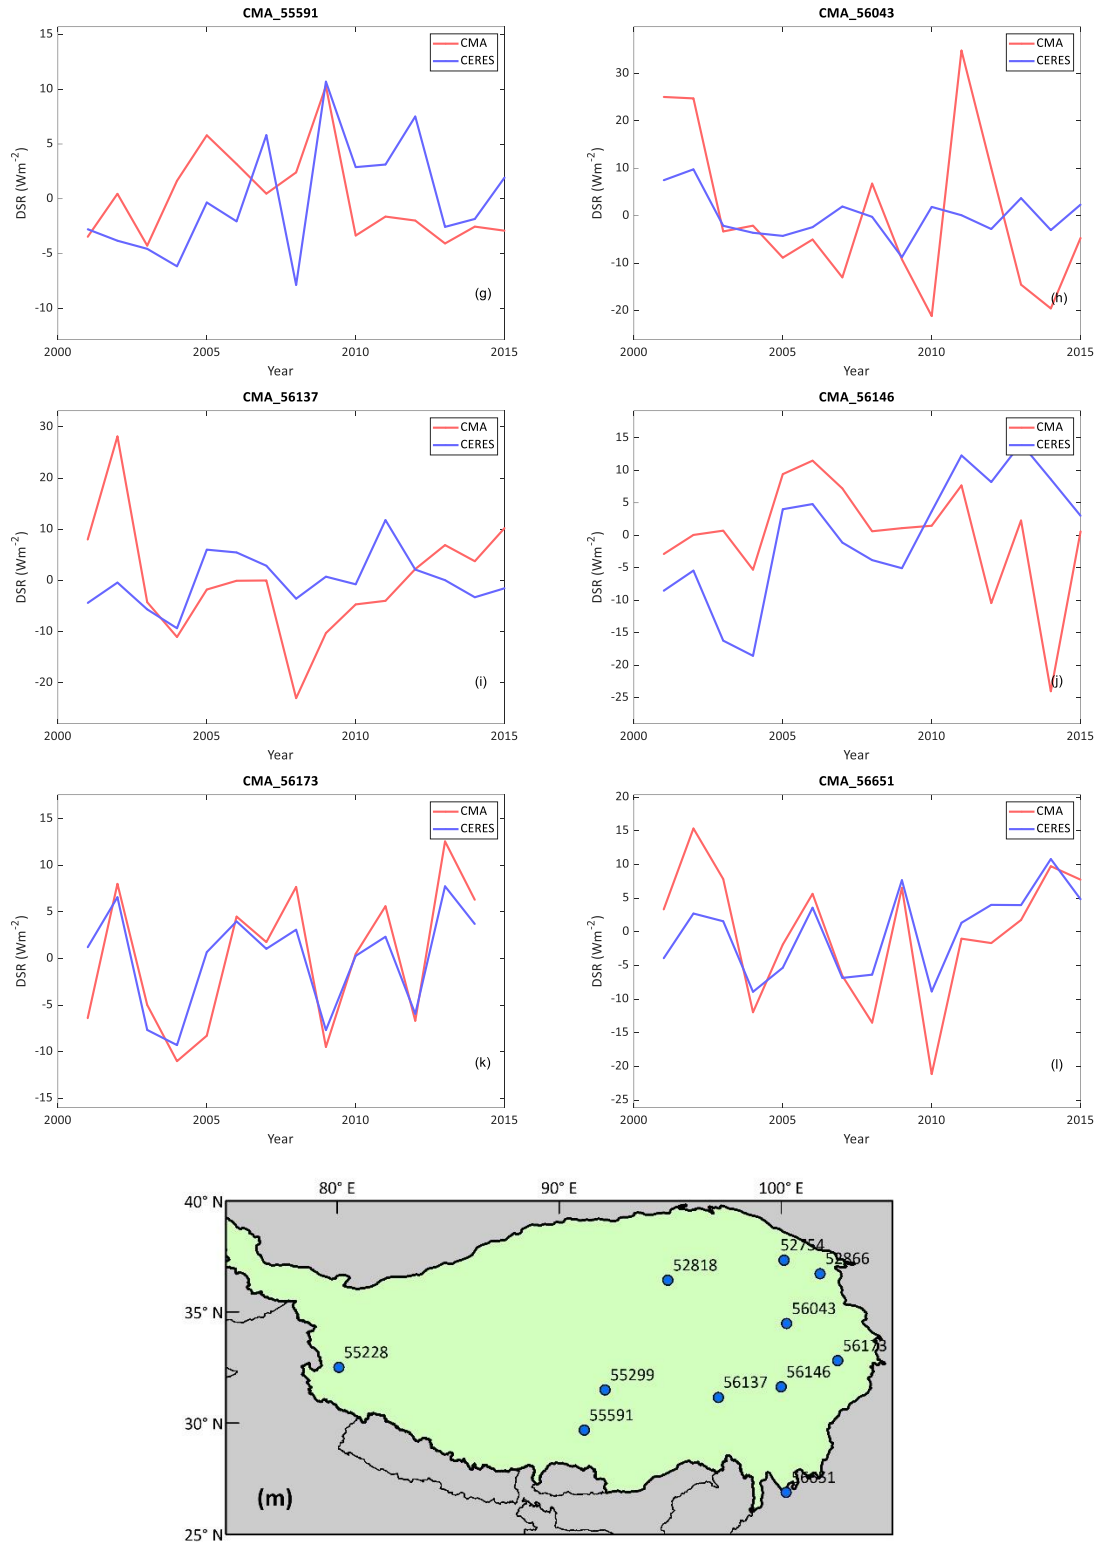 CMA_55591
CMA
CERES
15
10
5
0
-5
-10
DSR (Wm-2)
(g)
2000 2005 2010 2015
Year
CMA_56043
CMA
CERES
30
20
10
0
-10
-20
DSR (Wm-2)
(h)
2000 2005 2010 2015
Year
CMA_56137
CMA
CERES
30
20
10
0
-10
-20
DSR (Wm-2)
(i)
2000 2005 2010 2015
Year
CMA_56146
CMA
CERES
15
10
5
0
-5
-10
-15
-20
-25
DSR (Wm-2)
(j)
2000 2005 2010 2015
Year
CMA_56173
CMA
CERES
15
10
5
0
-5
-10
-15
DSR (Wm-2)
(k)
2000 2005 2010 2015
Year
CMA_56651
CMA
CERES
20
15
10
5
0
-5
-10
-15
-20
-25
DSR (Wm-2)
(l)
2000 2005 2010 2015
Year
80° E 90° E 100° E
40° N
35° N
30° N
25° N
52754
52866
52818
56043
56173
55228
55299
56137
56146
55591
56651
(m)